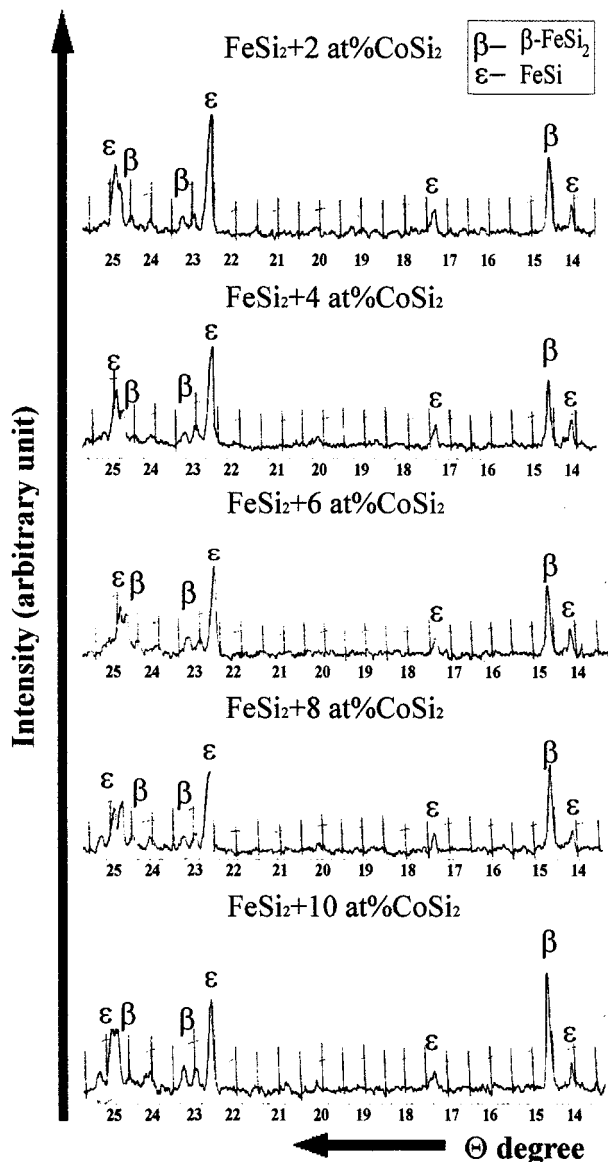 FeSi₂+2 at%CoSi₂
β– β-FeSi₂
ε– FeSi
ε β β ε ε β ε
25 24 23 22 21 20 19 18 17 16 15 14
FeSi₂+4 at%CoSi₂
ε β β ε ε β ε
25 24 23 22 21 20 19 18 17 16 15 14
FeSi₂+6 at%CoSi₂
ε β β ε ε β ε
25 24 23 22 21 20 19 18 17 16 15 14
FeSi₂+8 at%CoSi₂
ε β β ε ε β ε
25 24 23 22 21 20 19 18 17 16 15 14
FeSi₂+10 at%CoSi₂
ε β β ε ε β ε
25 24 23 22 21 20 19 18 17 16 15 14
Intensity (arbitrary unit)
Θ degree